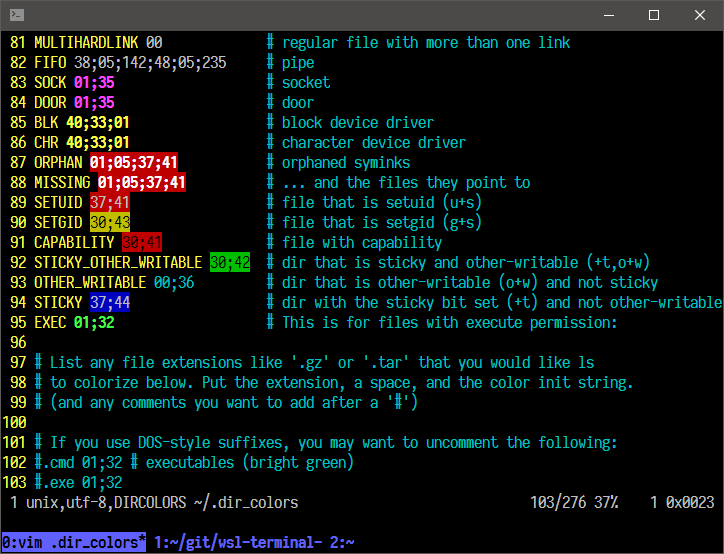 81 MULTIHARDLINK 00 # regular file with more than one link
82 FIFO 38;05;142;48;05;235 # pipe
83 SOCK 01;35 # socket
84 DOOR 01;35 # door
85 BLK 40;33;01 # block device driver
86 CHR 40;33;01 # character device driver
87 ORPHAN 01;05;37;41 # orphaned syminks
88 MISSING 01;05;37;41 # ... and the files they point to
89 SETUID 37;41 # file that is setuid (u+s)
90 SETGID 30;43 # file that is setgid (g+s)
91 CAPABILITY 30;41 # file with capability
92 STICKY_OTHER_WRITABLE 30;42 # dir that is sticky and other-writable (+t,o+w)
93 OTHER_WRITABLE 00;36 # dir that is other-writable (o+w) and not sticky
94 STICKY 37;44 # dir with the sticky bit set (+t) and not other-writable
95 EXEC 01;32 # This is for files with execute permission:
96
97 # List any file extensions like '.gz' or '.tar' that you would like ls
98 # to colorize below. Put the extension, a space, and the color init string.
99 # (and any comments you want to add after a '#')
100
101 # If you use DOS-style suffixes, you may want to uncomment the following:
102 #.cmd 01;32 # executables (bright green)
103 #.exe 01;32
1 unix,utf-8,DIRCOLORS ~/.dir_colors 103/276 37% 1 0x0023
0:vim .dir_colors* 1:~/git/wsl-terminal- 2:~